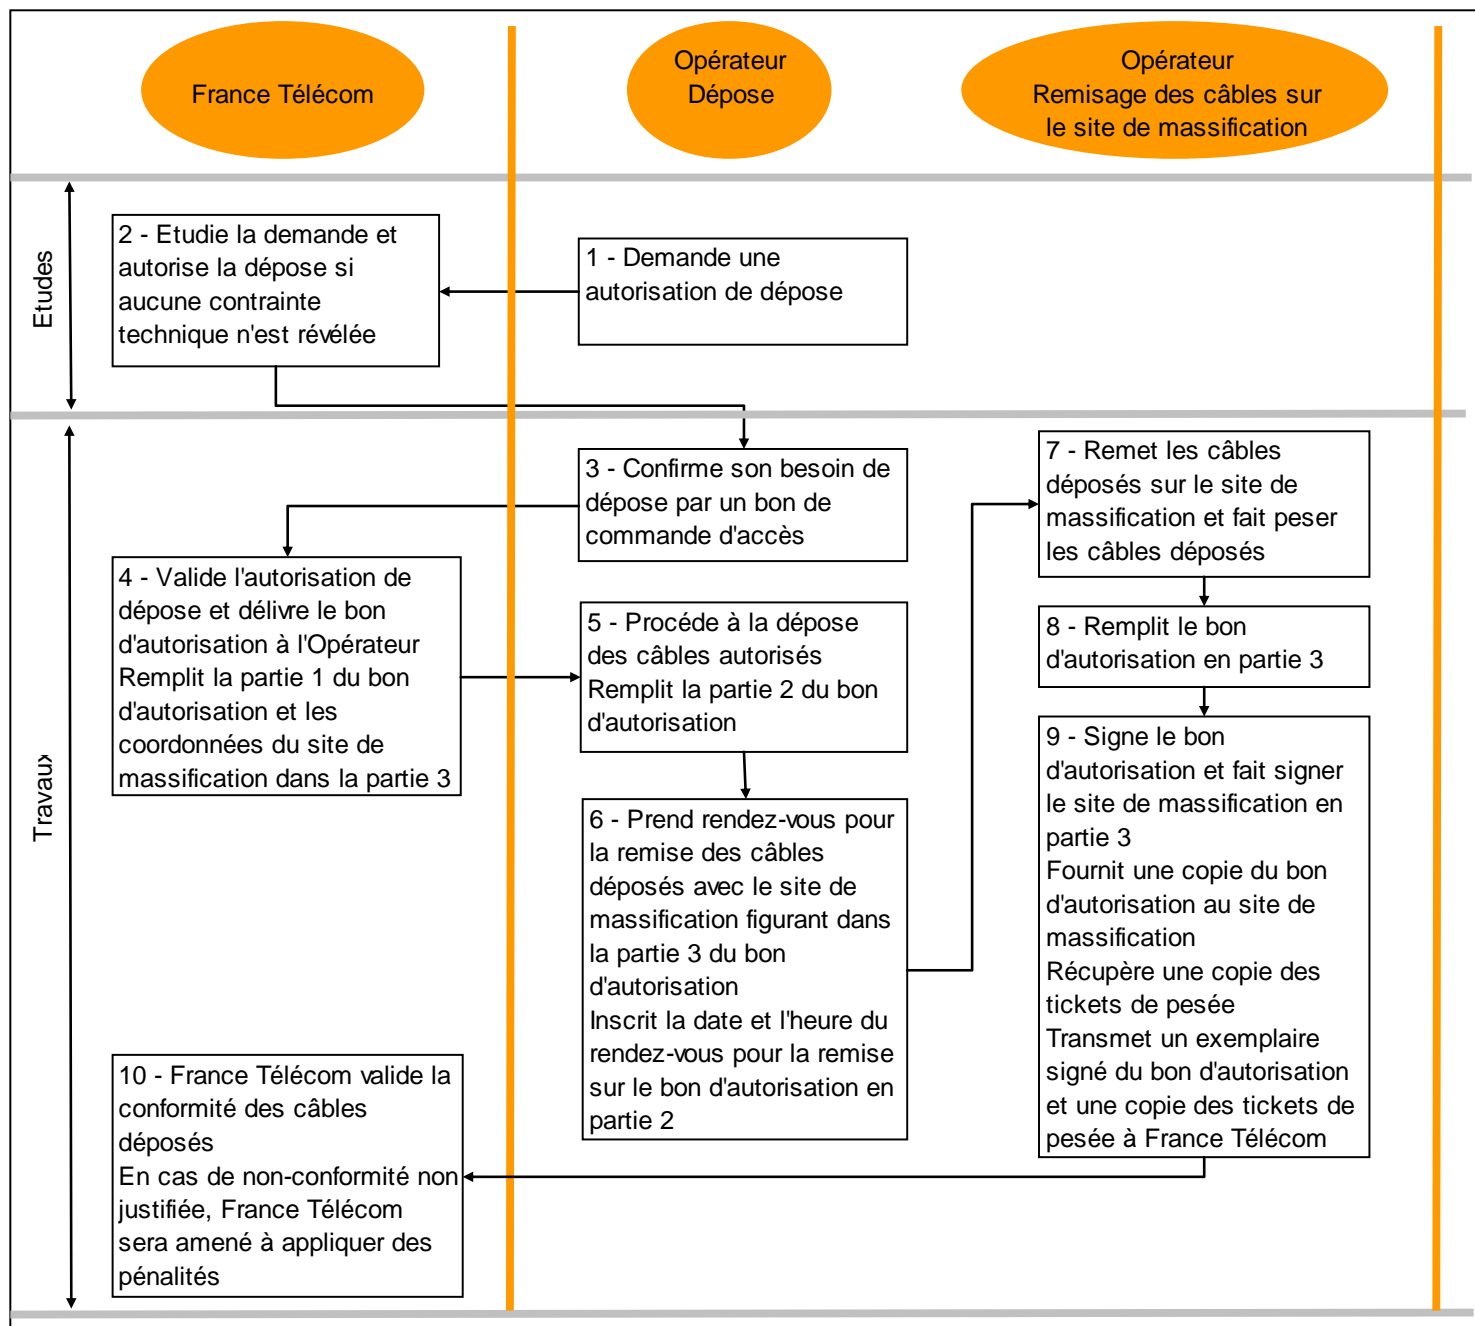 France Télécom
Opérateur
Dépose
Opérateur
Remisage des câbles sur
le site de massification
Etudes
2 - Etudie la demande et
autorise la dépose si
aucune contrainte
technique n'est révélée
1 - Demande une
autorisation de dépose
Travaux
3 - Confirme son besoin de
dépose par un bon de
commande d'accès
4 - Valide l'autorisation de
dépose et délivre le bon
d'autorisation à l'Opérateur
Remplit la partie 1 du bon
d'autorisation et les
coordonnées du site de
massification dans la partie 3
5 - Procéde à la dépose
des câbles autorisés
Remplit la partie 2 du bon
d'autorisation
6 - Prend rendez-vous pour
la remise des câbles
déposés avec le site de
massification figurant dans
la partie 3 du bon
d'autorisation
Inscrit la date et l'heure du
rendez-vous pour la remise
sur le bon d'autorisation en
partie 2
7 - Remet les câbles
déposés sur le site de
massification et fait peser
les câbles déposés
8 - Remplit le bon
d'autorisation en partie 3
9 - Signe le bon
d'autorisation et fait signer
le site de massification en
partie 3
Fournit une copie du bon
d'autorisation au site de
massification
Récupère une copie des
tickets de pesée
Transmet un exemplaire
signé du bon d'autorisation
et une copie des tickets de
pesée à France Télécom
10 - France Télécom valide la
conformité des câbles
déposés
En cas de non-conformité non
justifiée, France Télécom
sera amené à appliquer des
pénalités